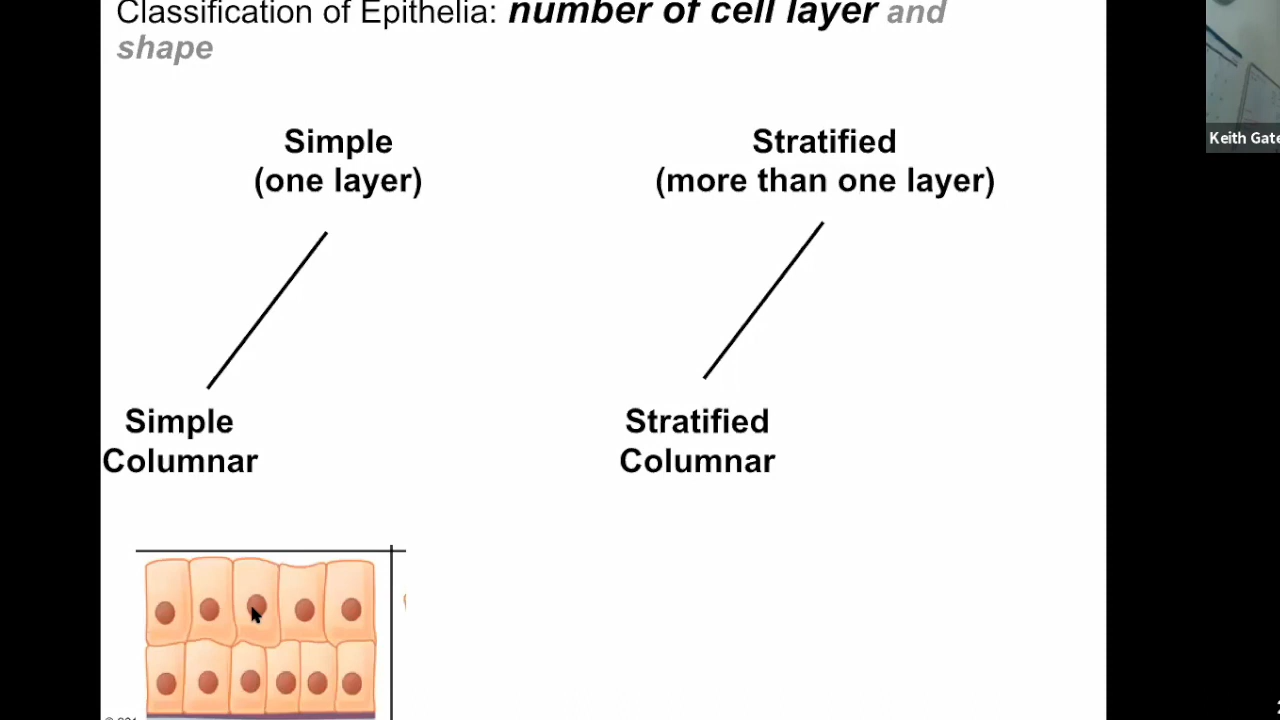 Classification of Epithelia: number of cell layer and
shape
Simple
(one layer)
Stratified
(more than one layer)
Simple
Columnar
Stratified
Columnar
Keith Gate